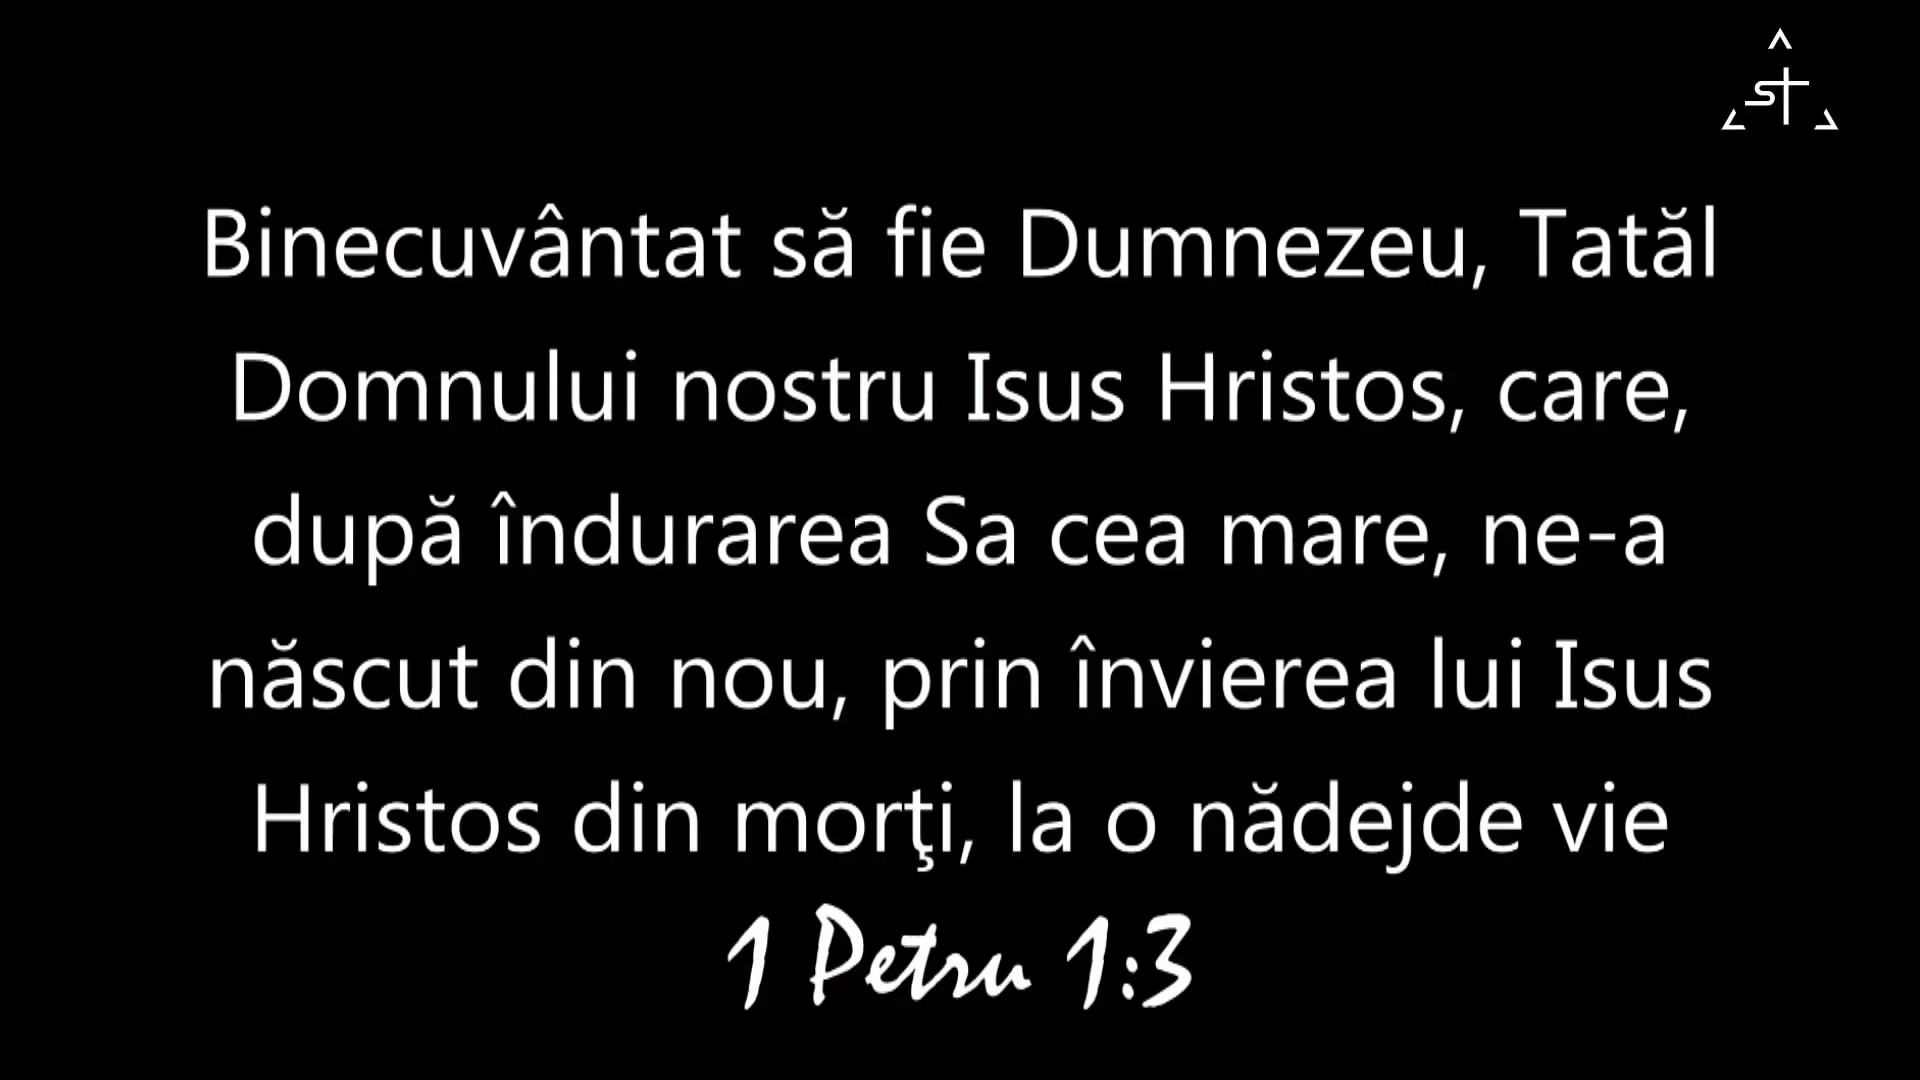 ST
Binecuvântat să fie Dumnezeu, Tatăl
Domnului nostru Isus Hristos, care,
după îndurarea Sa cea mare, ne-a
născut din nou, prin învierea lui Isus
Hristos din morţi, la o nădejde vie
1 Petru 1:3